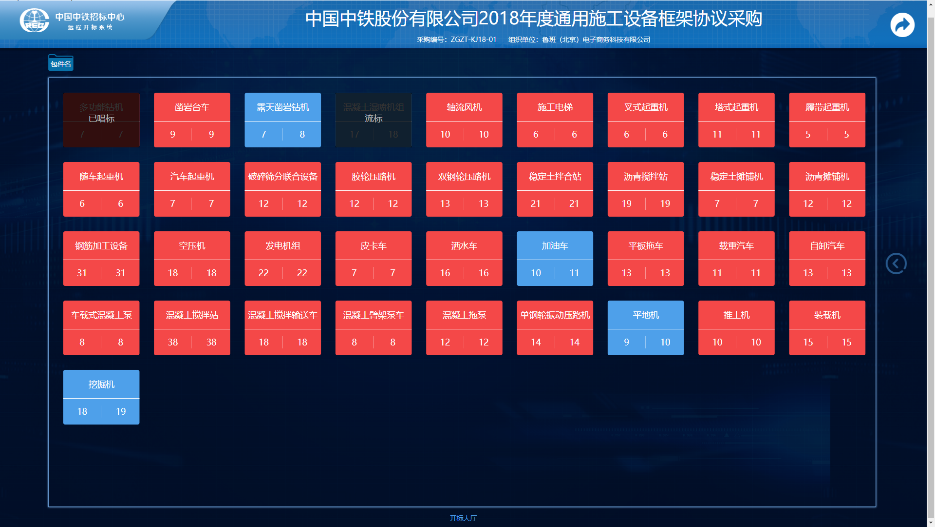 中国中铁招标中心
监控开标系统
中国中铁股份有限公司2018年度通用施工设备框架协议采购
采购编号: ZGZT-KJ18-01 组织单位: 鲁班（北京）电子商务科技有限公司
包件名
多功能钻机
已唱标
7 7
凿岩台车
9 9
露天凿岩钻机
7 8
混凝土湿喷机组
流标
17 18
轴流风机
10 10
施工电梯
6 6
叉式起重机
6 6
塔式起重机
11 11
履带起重机
5 5
随车起重机
6 6
汽车起重机
7 7
破碎筛分联合设备
12 12
胶轮压路机
12 12
双钢轮压路机
13 13
稳定土拌合站
21 21
沥青搅拌站
19 19
稳定土摊铺机
7 7
沥青摊铺机
12 12
钢筋加工设备
31 31
空压机
18 18
发电机组
22 22
皮卡车
7 7
洒水车
16 16
加油车
10 11
平板拖车
13 13
载重汽车
11 11
自卸汽车
13 13
车载式混凝土泵
8 8
混凝土搅拌站
38 38
混凝土搅拌输送车
18 18
混凝土臂架泵车
8 8
混凝土拖泵
12 12
单钢轮振动压路机
14 14
平地机
9 10
推土机
10 10
装载机
15 15
挖掘机
18 19
开标大厅